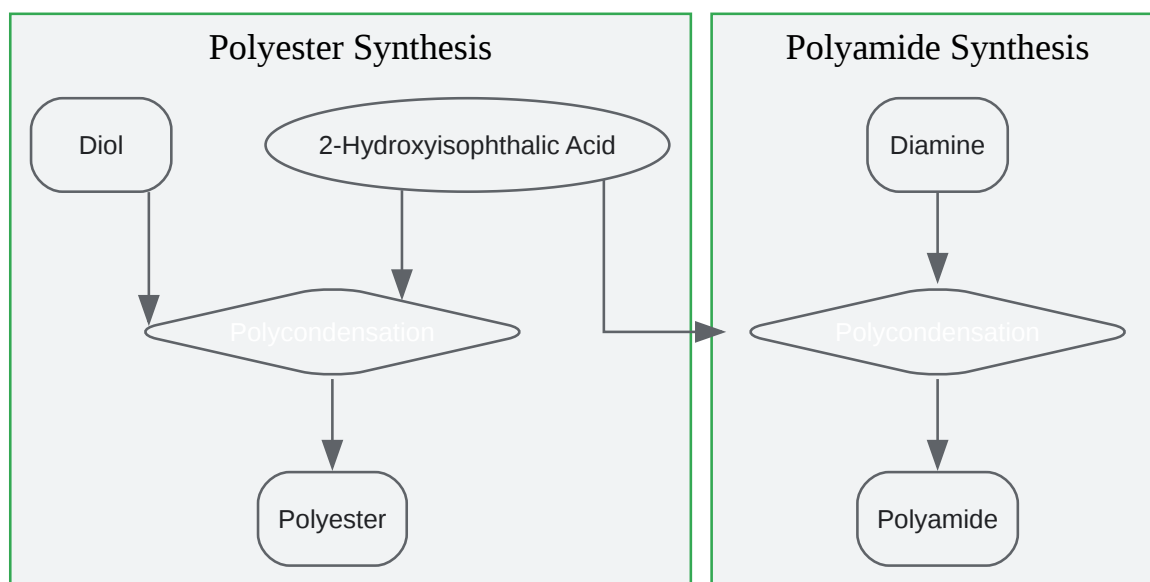 Polyester Synthesis
Polyamide Synthesis
Diol
2-Hydroxyisophthalic Acid
Diamine
Polycondensation
Polycondensation
Polyester
Polyamide